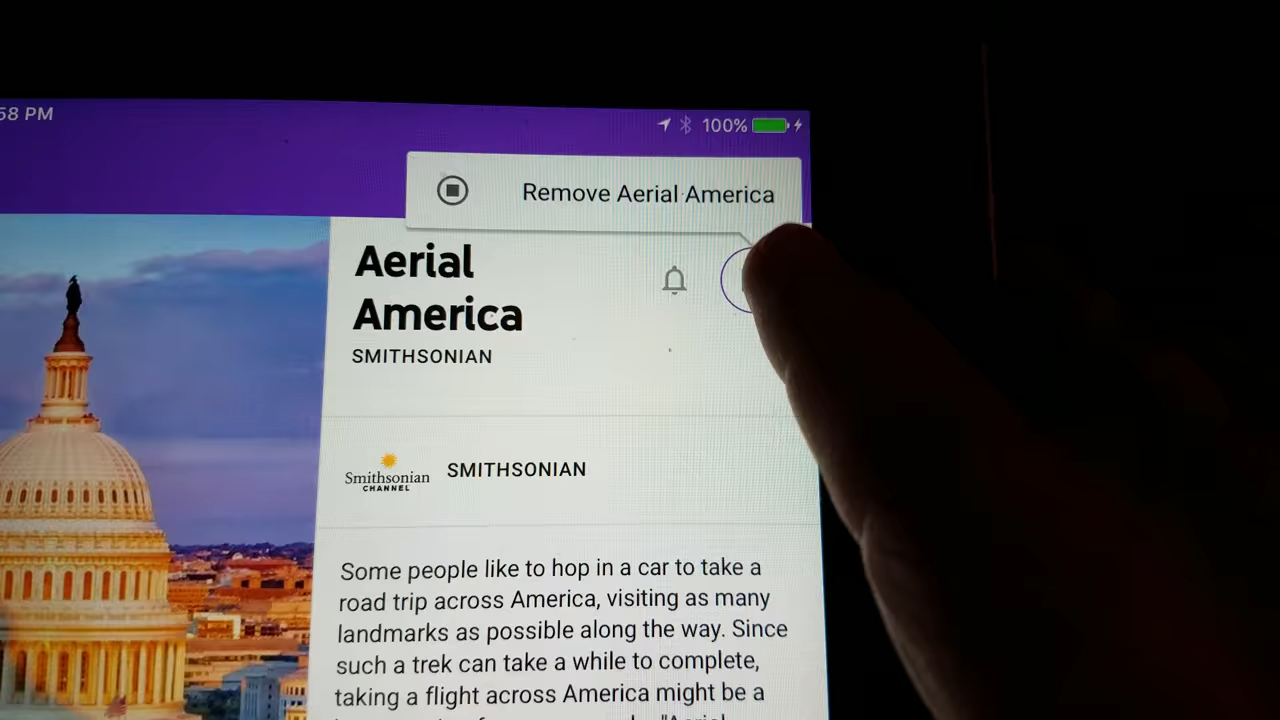 58 PM
100%
Remove Aerial America
Aerial
America
SMITHSONIAN
Smithsonian
CHANNEL
SMITHSONIAN
Some people like to hop in a car to take a
road trip across America, visiting as many
landmarks as possible along the way. Since
such a trek can take a while to complete,
taking a flight across America might be a
"Aerial